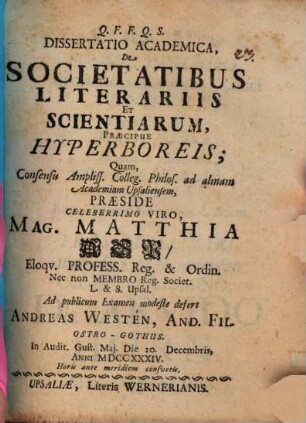 Q. F. F. Q. S.
DISSERTATIO ACADEMICA,
De
23.
SOCIETATIBUS
LITERARIIS
ET
SCIENTIARUM,
PRÆCIPUE
HYPERBOREIS;
Quam,
Consensu Ampliss. Colleg. Philos. ad almam
Academiam Upsaliensem,
PRÆSIDE
CELEBERRIMO VIRO,
MAG. MATTHIA
ASP/
Eloqv. PROFESS. Reg. & Ordin.
Nec non MEMBRO Reg. Societ.
L. & S. Upsal.
Ad publicum Examen modeste defert
ANDREAS WESTÉN, AND. FIL.
OSTRO-GOTHUS.
In Audit. Gust. Maj. Die 20. Decembris,
ANNI MDCCXXXIV.
Horis ante meridiem consvetis.
UPSALIÆ, Literis WERNERIANIS.